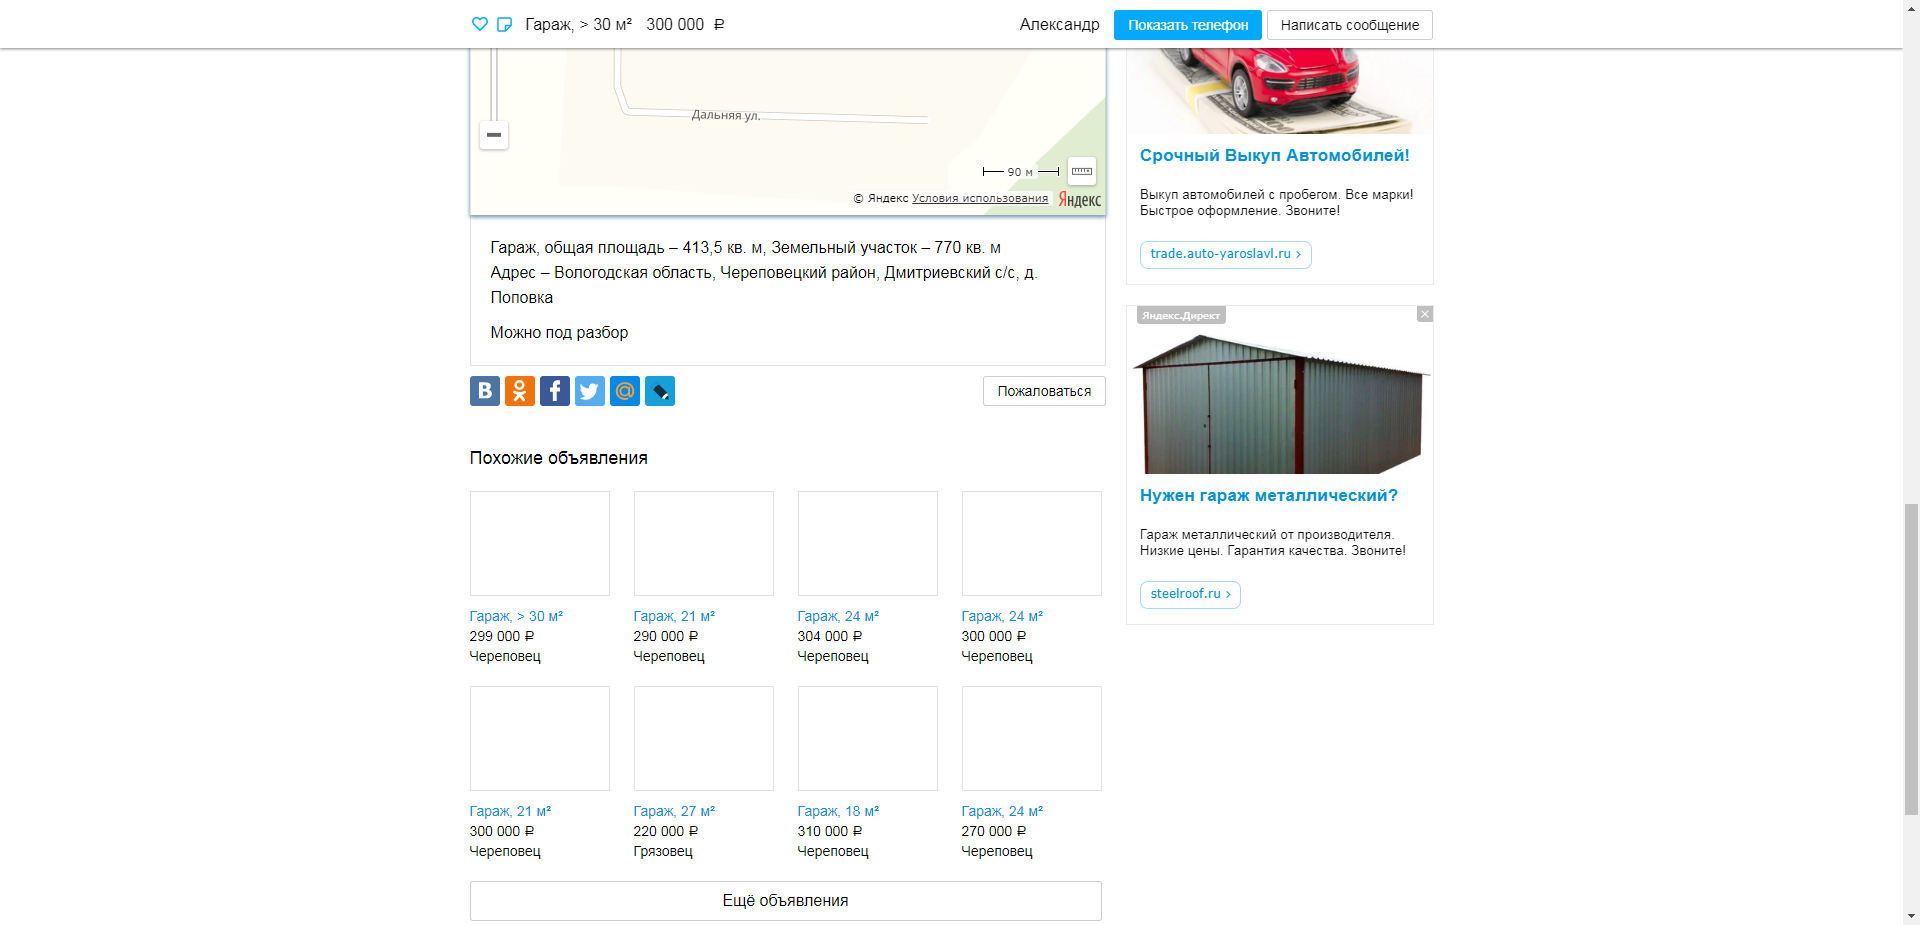 Гараж, > 30 м² 300 000 ₽
Александр
Показать телефон
Написать сообщение
Дальняя ул.
90 м
© Яндекс Условия использования
Яндекс
Гараж, общая площадь – 413,5 кв. м, Земельный участок – 770 кв. м
Адрес – Вологодская область, Череповецкий район, Дмитриевский с/с, д.
Поповка
Можно под разбор
Пожаловаться
Похожие объявления
Гараж, > 30 м²
299 000 ₽
Череповец
Гараж, 21 м²
290 000 ₽
Череповец
Гараж, 24 м²
304 000 ₽
Череповец
Гараж, 24 м²
300 000 ₽
Череповец
Гараж, 21 м²
300 000 ₽
Череповец
Гараж, 27 м²
220 000 ₽
Грязовец
Гараж, 18 м²
310 000 ₽
Череповец
Гараж, 24 м²
270 000 ₽
Череповец
Ещё объявления
Срочный Выкуп Автомобилей!
Выкуп автомобилей с пробегом. Все марки!
Быстрое оформление. Звоните!
trade.auto-yaroslavl.ru ›
Яндекс.Директ
Нужен гараж металлический?
Гараж металлический от производителя.
Низкие цены. Гарантия качества. Звоните!
steelroof.ru ›